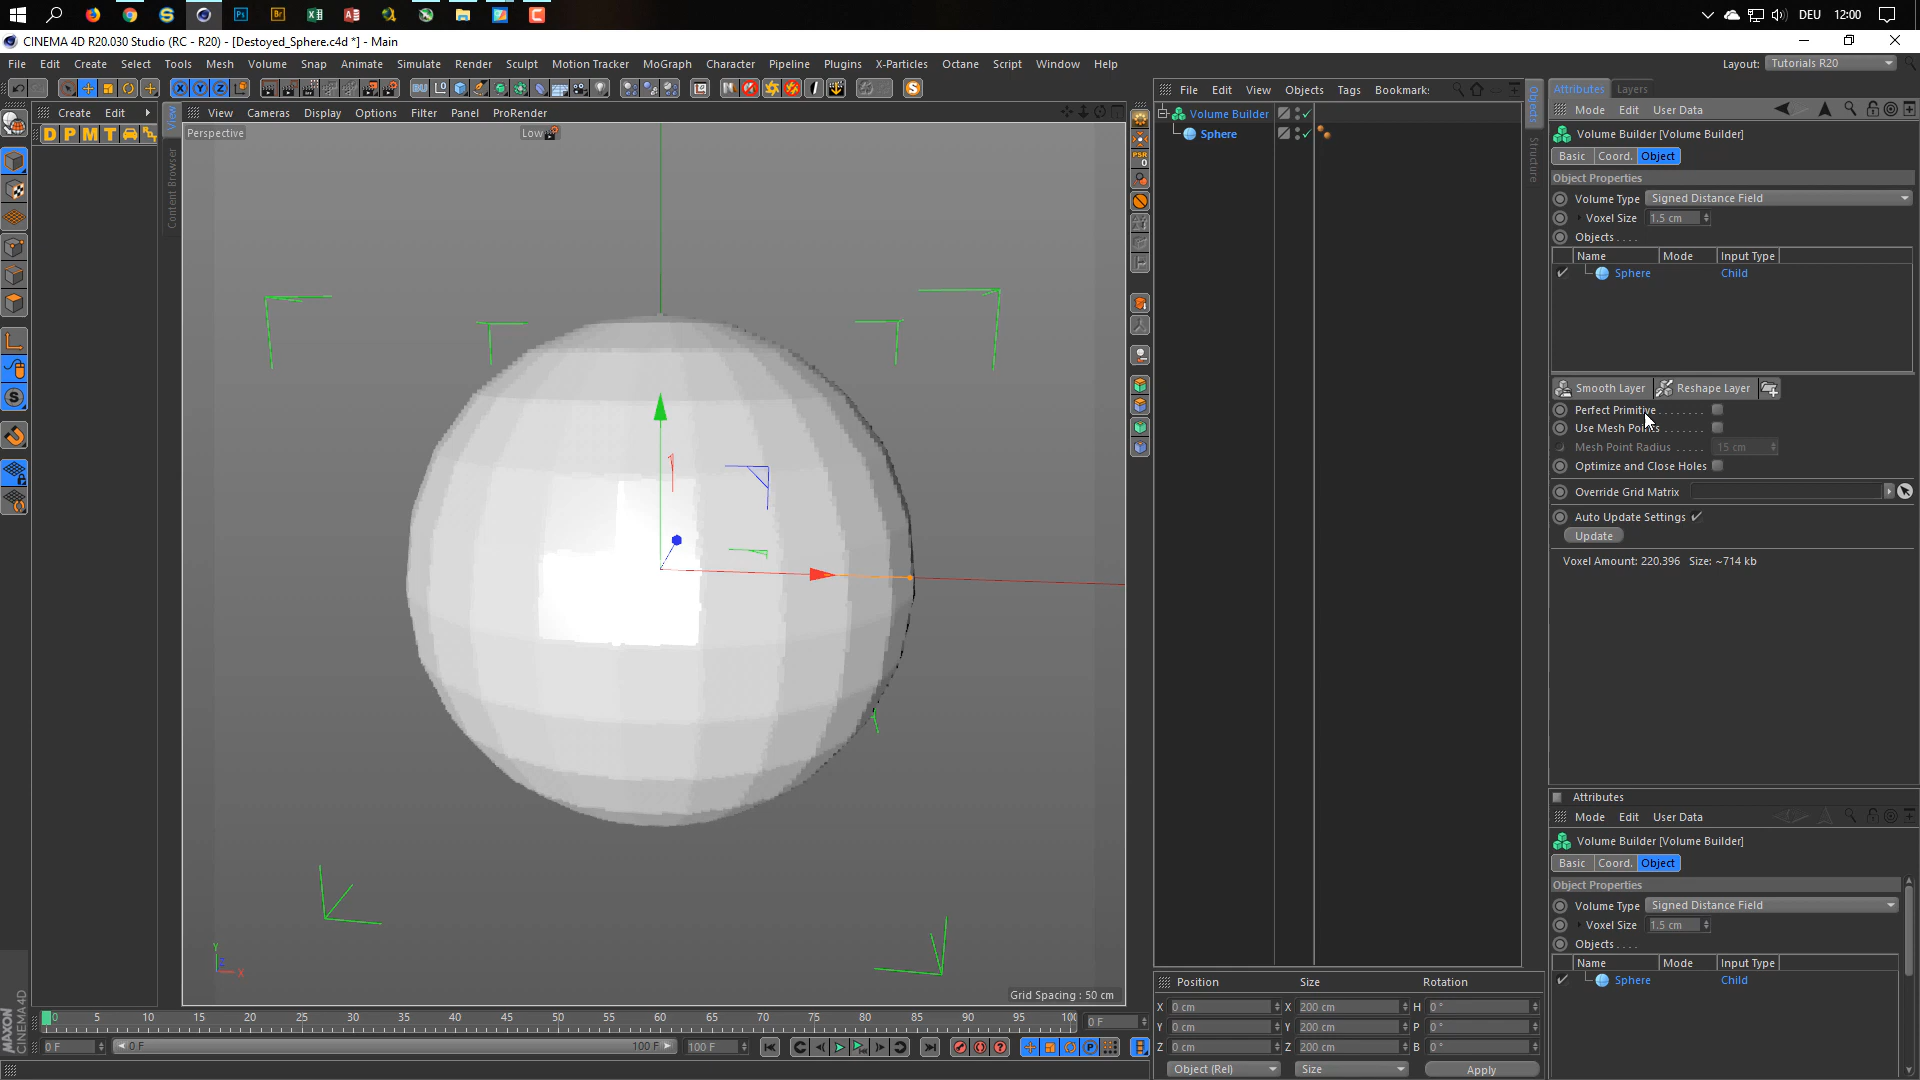 DEU 12:00
CINEMA 4D R20.030 Studio (RC - R20) - [Destoyed_Sphere.c4d *] - Main
File Edit Create Select Tools Mesh Volume Snap Animate Simulate Render Sculpt Motion Tracker MoGraph Character Pipeline Plugins X-Particles Octane Script Window Help
Layout: Tutorials R20
Create Edit
View Cameras Display Options Filter Panel ProRender
Perspective
Low
View
Content Browser
D P M T
PSR
0
File Edit View Objects Tags Bookmark:
Volume Builder
Sphere
Objects
Structure
Attributes Layers
Mode Edit User Data
Volume Builder [Volume Builder]
Basic Coord. Object
Object Properties
Volume Type Signed Distance Field
Voxel Size 1.5 cm
Objects . . . .
Name Mode Input Type
Sphere Child
Smooth Layer Reshape Layer
Perfect Primitive . . . . . . . .
Use Mesh Points . . . . . . .
Mesh Point Radius . . . . . 15 cm
Optimize and Close Holes
Override Grid Matrix
Auto Update Settings
Update
Voxel Amount: 220.396 Size: ~714 kb
Attributes
Mode Edit User Data
Volume Builder [Volume Builder]
Basic Coord. Object
Object Properties
Volume Type Signed Distance Field
Voxel Size 1.5 cm
Objects . . . .
Name Mode Input Type
Sphere Child
Y
Z
X
Grid Spacing : 50 cm
0 5 10 15 20 25 30 35 40 45 50 55 60 65 70 75 80 85 90 95 100
0 F
0 F 0 F 100 F 100 F
Position Size Rotation
X 0 cm X 200 cm H 0 °
Y 0 cm Y 200 cm P 0 °
Z 0 cm Z 200 cm B 0 °
Object (Rel) Size Apply
MAXON
CINEMA 4D